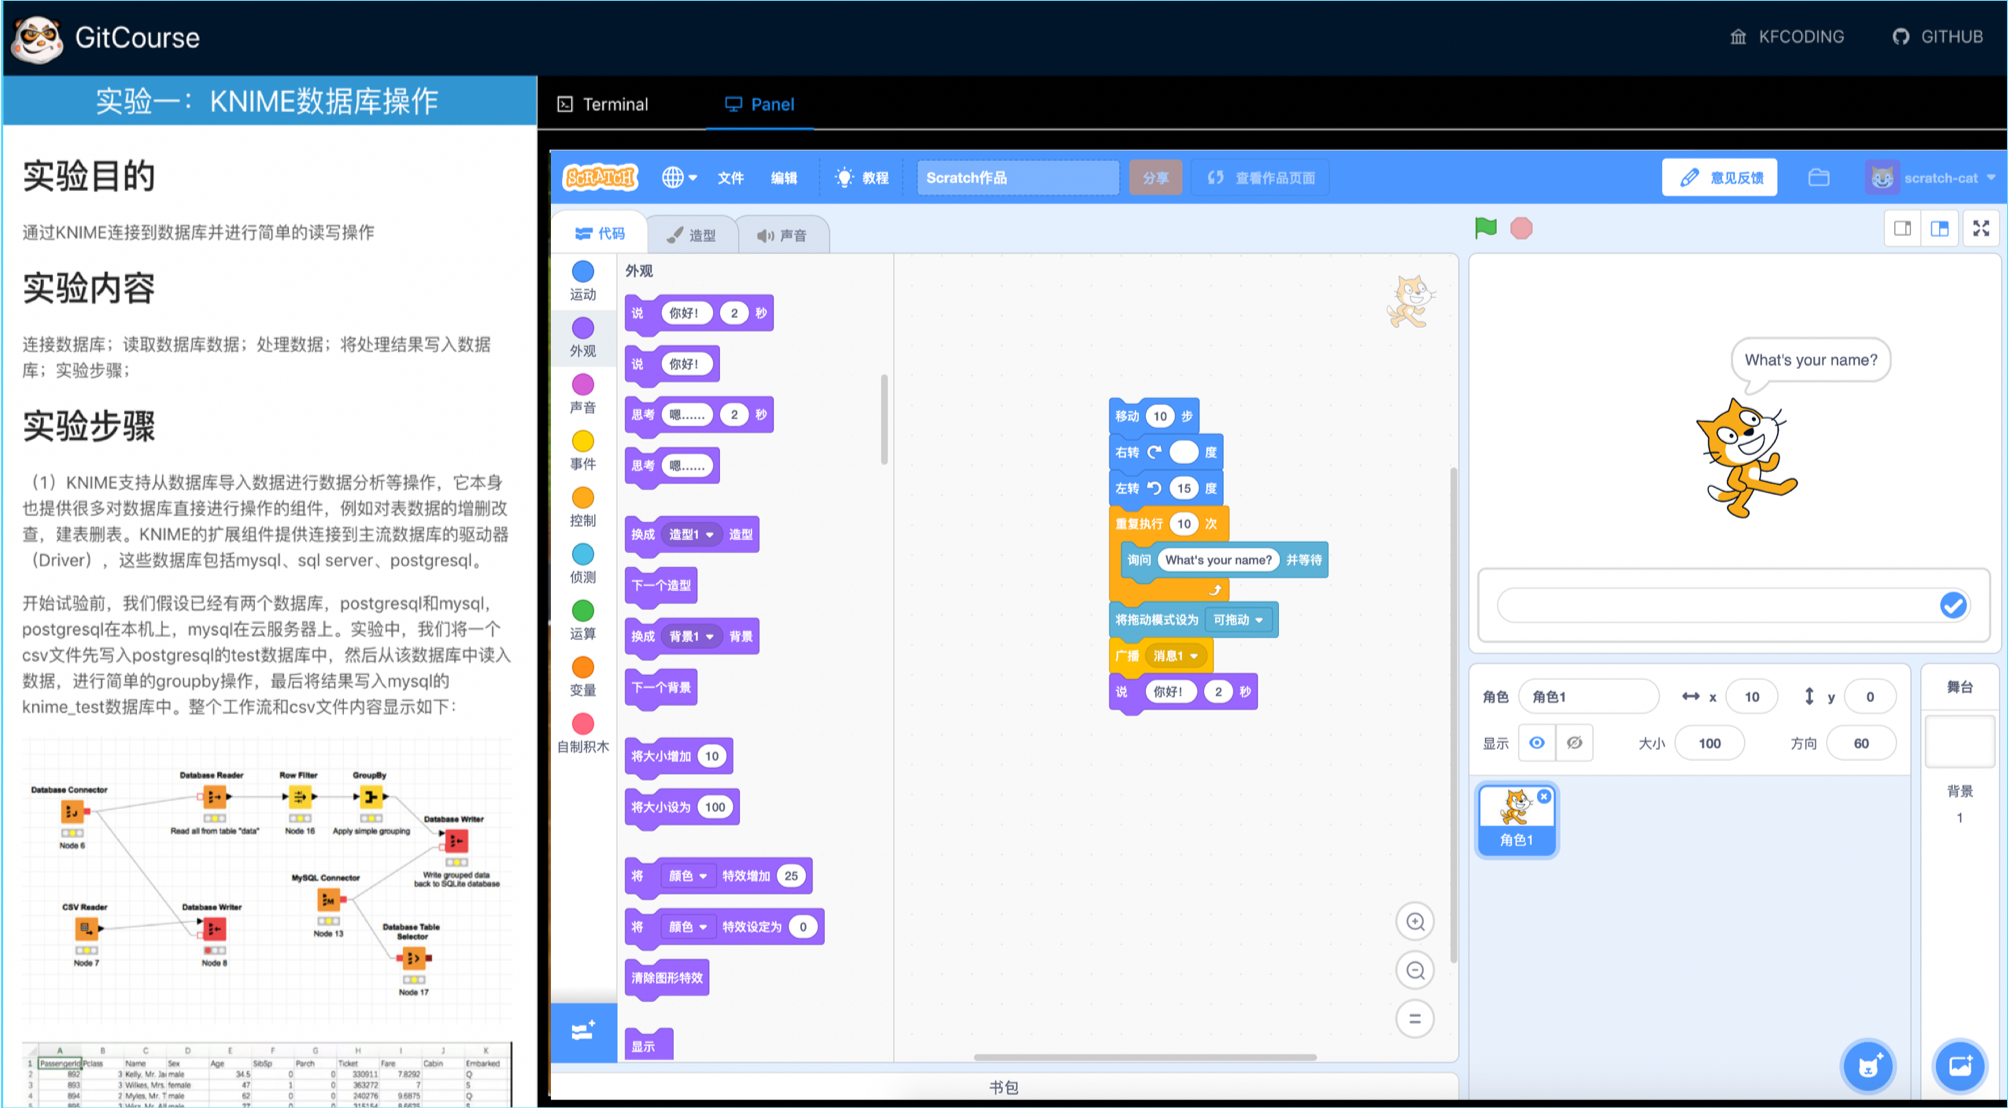 GitCourse
KFCODING
GITHUB
实验一：KNIME数据库操作
实验目的
通过KNIME连接到数据库并进行简单的读写操作
实验内容
连接数据库；读取数据库数据；处理数据；将处理结果写入数据
库；实验步骤；
实验步骤
（1）KNIME支持从数据库导入数据进行数据分析等操作，它本身
也提供很多对数据库直接进行操作的组件，例如对表数据的增删改
查，建表删表。KNIME的扩展组件提供连接到主流数据库的驱动器
（Driver），这些数据库包括mysql、sql server、postgresql。
开始试验前，我们假设已经有两个数据库，postgresql和mysql，
postgresql在本机上，mysql在云服务器上。实验中，我们将一个
csv文件先写入postgresql的test数据库中，然后从该数据库中读入
数据，进行简单的groupby操作，最后将结果写入mysql的
knime_test数据库中。整个工作流和csv文件内容显示如下：
Database Connector
Node 6
Database Reader
Read all from table "data"
Row Filter
Node 16
GroupBy
Apply simple grouping
Database Writer
Write grouped data
back to SQLite database
MySQL Connector
Node 13
CSV Reader
Node 7
Database Writer
Node 8
Database Table
Selector
Node 17
A B C D E F G H I J K
1 PassengerId Pclass Name Sex Age SibSp Parch Ticket Fare Cabin Embarked
2 892 3 Kelly, Mr. Ja male 34.5 0 0 330911 7.8292 Q
3 893 3 Wilkes, Mrs. female 47 1 0 363272 7 S
4 894 2 Myles, Mr. T male 62 0 0 240276 9.6875 Q
Terminal
Panel
SCRATCH
文件
编辑
教程
Scratch作品
分享
查看作品页面
意见反馈
scratch-cat
代码
造型
声音
运动
外观
声音
事件
控制
侦测
运算
变量
自制积木
外观
说 你好！ 2 秒
说 你好！
思考 嗯…… 2 秒
思考 嗯……
换成 造型1 造型
下一个造型
换成 背景1 背景
下一个背景
将大小增加 10
将大小设为 100
将 颜色 特效增加 25
将 颜色 特效设定为 0
清除图形特效
显示
移动 10 步
右转 度
左转 15 度
重复执行 10 次
询问 What's your name? 并等待
将拖动模式设为 可拖动
广播 消息1
说 你好！ 2 秒
书包
What's your name?
角色 角色1 x 10 y 0
显示 大小 100 方向 60
角色1
舞台
背景
1